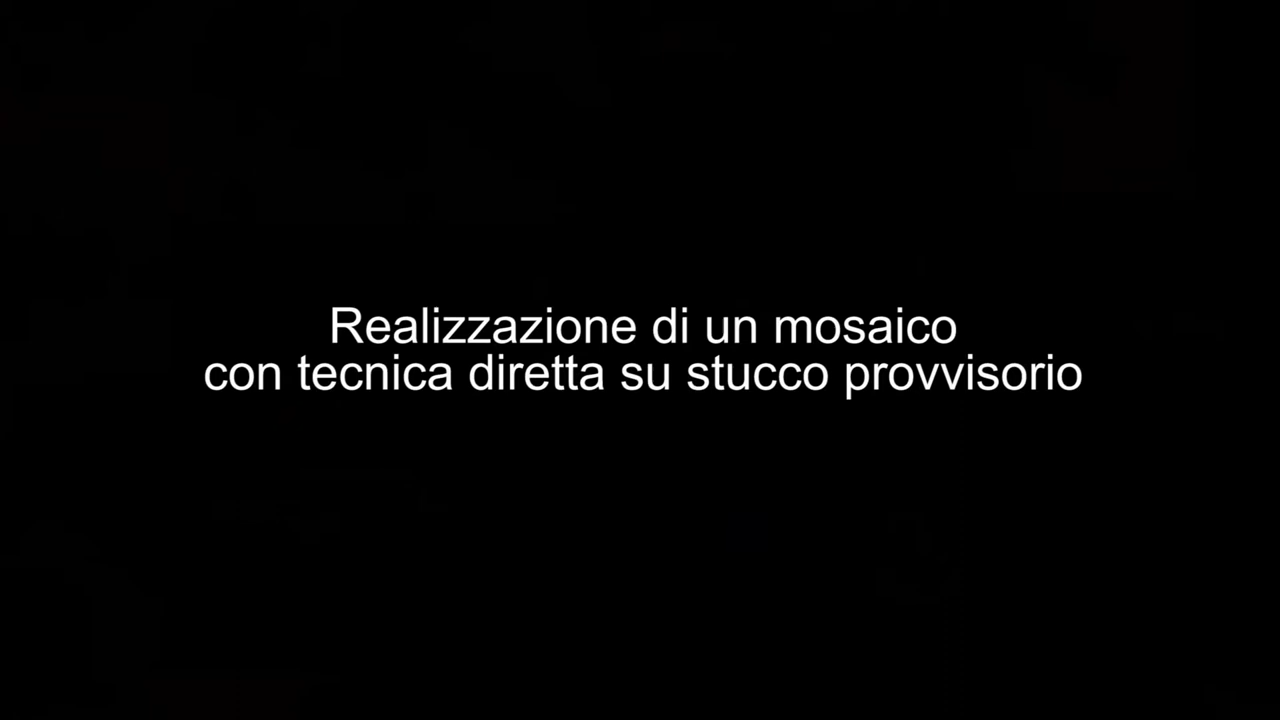 Realizzazione di un mosaico
con tecnica diretta su stucco provvisorio